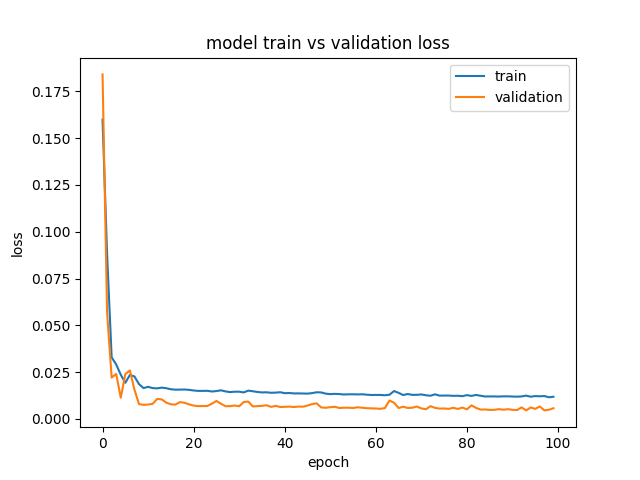 model train vs validation loss
train
validation
0.175
0.150
0.125
0.100
0.075
0.050
0.025
0.000
loss
0 20 40 60 80 100
epoch